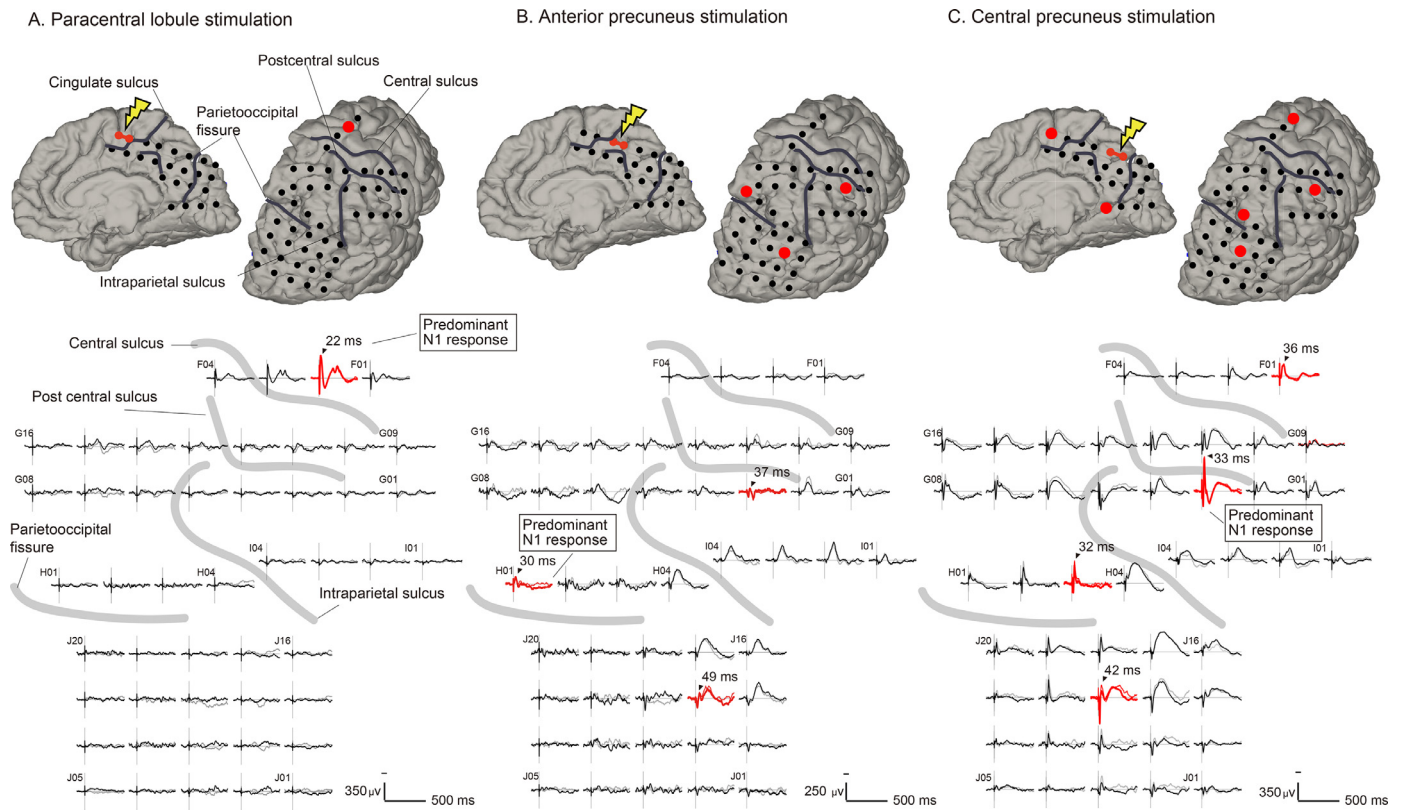 A. Paracentral lobule stimulation
B. Anterior precuneus stimulation
C. Central precuneus stimulation
Postcentral sulcus
Cingulate sulcus
Central sulcus
Parietooccipital
fissure
Intraparietal sulcus
Central sulcus
22 ms
Predominant
N1 response
F04
F01
Post central sulcus
G16
G09
G08
G01
Parietooccipital
fissure
I04
I01
H01
H04
Intraparietal sulcus
J20
J16
J05
J01
350 μV
500 ms
F04
F01
G16
G09
37 ms
G08
G01
Predominant
N1 response
30 ms
I04
I01
H01
H04
J20
J16
49 ms
J05
J01
250 μV
500 ms
36 ms
F04
F01
G16
G09
33 ms
G08
G01
Predominant
N1 response
32 ms
I04
I01
H01
H04
J20
J16
42 ms
J05
J01
350 μV
500 ms